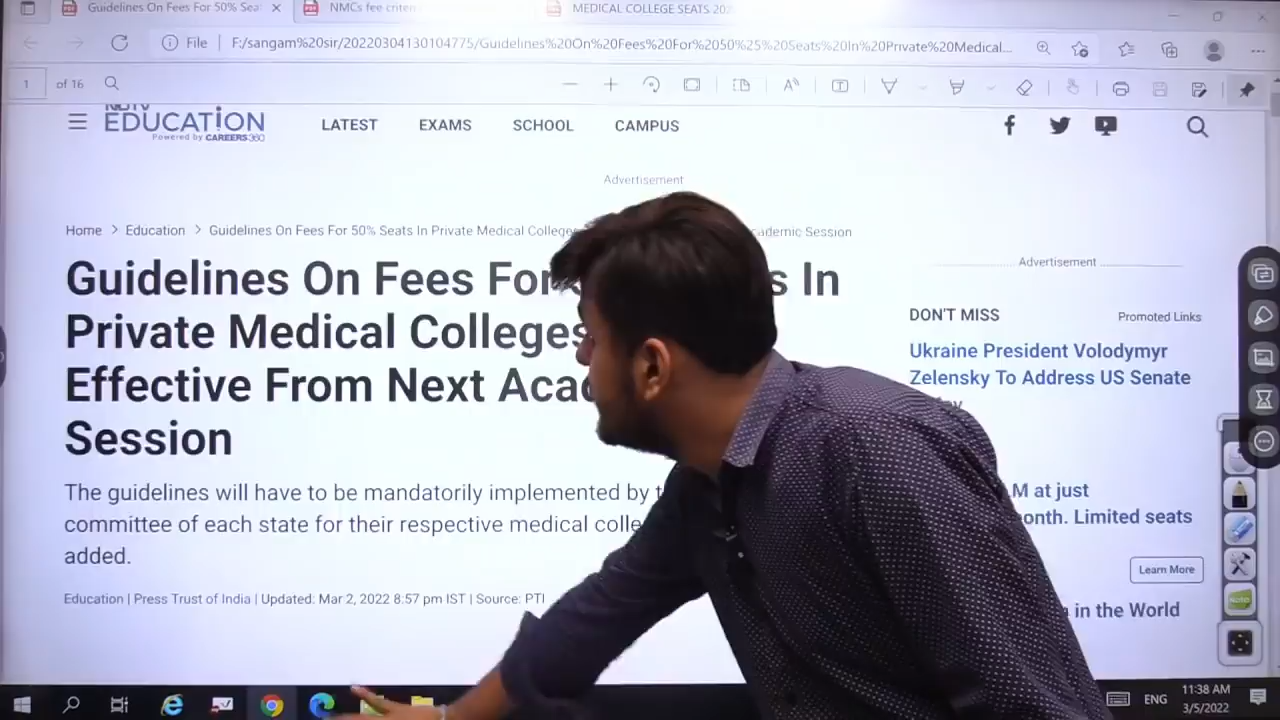 Guidelines On Fees For 50% Sea
NMCs fee criter
MEDICAL COLLEGE SEATS 202
File
F:/sangam%20sir/20220304130104775/Guidelines%20On%20Fees%20For%2050%25%20Seats%20In%20Private%20Medical...
1 of 16
NDTV
EDUCATION
Powered by CAREERS360
LATEST EXAMS SCHOOL CAMPUS
Advertisement
Home > Education > Guidelines On Fees For 50% Seats In Private Medical Colleges
cademic Session
Advertisement
Guidelines On Fees For
s In
Private Medical Colleges
Effective From Next Acad
Session
DON'T MISS
Promoted Links
Ukraine President Volodymyr
Zelensky To Address US Senate
The guidelines will have to be mandatorily implemented by t
committee of each state for their respective medical colle
added.
M at just
onth. Limited seats
Learn More
in the World
Education | Press Trust of India | Updated: Mar 2, 2022 8:57 pm IST | Source: PTI
ENG
11:38 AM
3/5/2022